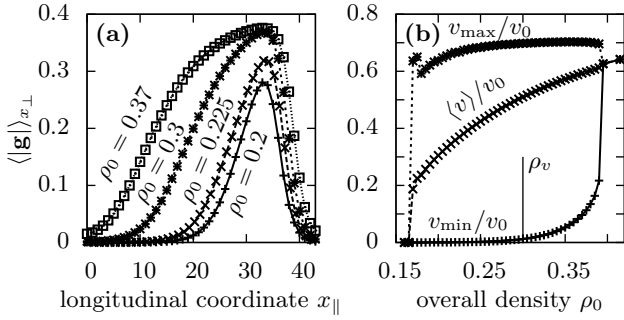 (a)
0.4
0.3
0.2
0.1
0
⟨|g|⟩x⊥
ρ0 = 0.37
ρ0 = 0.3
ρ0 = 0.225
ρ0 = 0.2
0 10 20 30 40
longitudinal coordinate x∥
(b)
0.8
0.6
0.4
0.2
0
vmax/v0
⟨v⟩/v0
ρv
vmin/v0
0.15 0.25 0.35
overall density ρ0